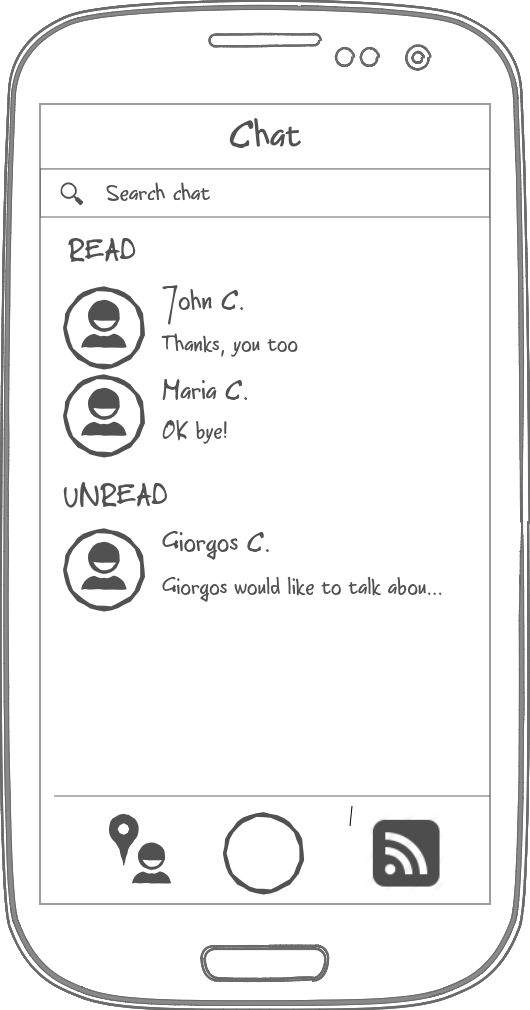 Chat
Search chat
READ
John C.
Thanks, you too
Maria C.
OK bye!
UNREAD
Giorgos C.
Giorgos would like to talk abou...